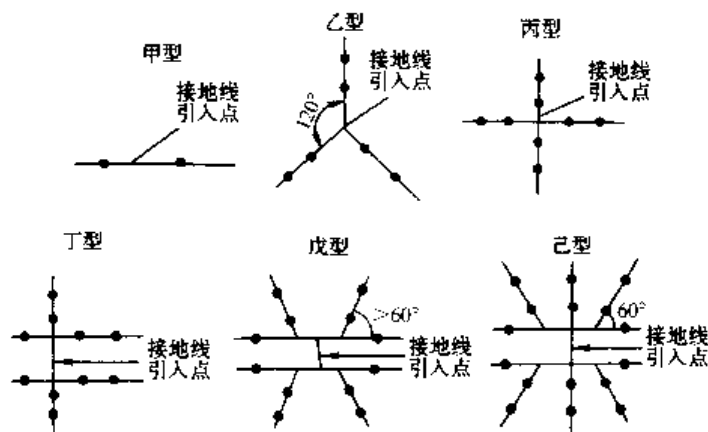 甲型
接地线
引入点
乙型
120°
接地线
引入点
丙型
接地线
引入点
丁型
接地线
引入点
戊型
>60°
接地线
引入点
己型
60°
接地线
引入点